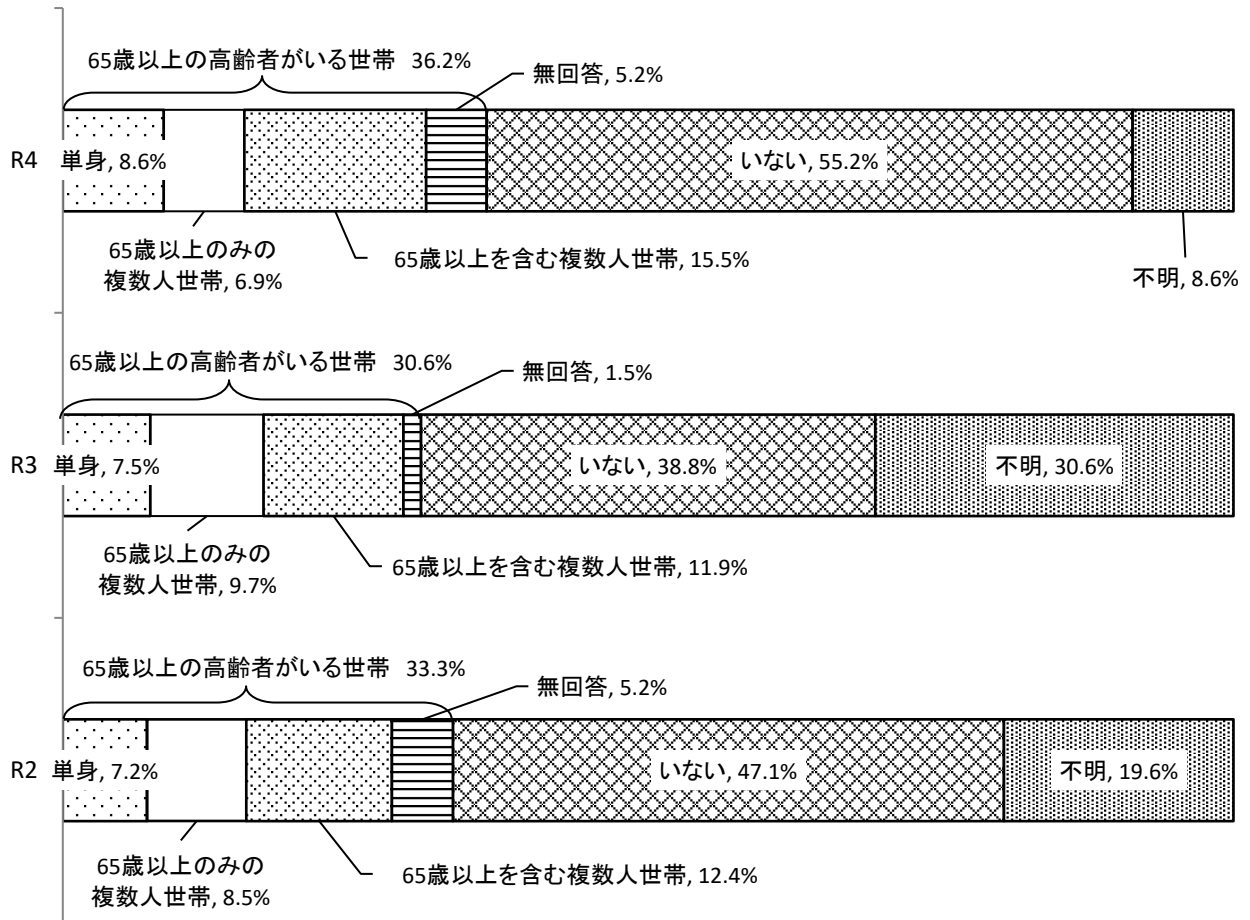 65歳以上の高齢者がいる世帯 36.2%
無回答, 5.2%
R4
単身, 8.6%
いない, 55.2%
65歳以上のみの
複数人世帯, 6.9%
65歳以上を含む複数人世帯, 15.5%
不明, 8.6%
65歳以上の高齢者がいる世帯 30.6%
無回答, 1.5%
R3
単身, 7.5%
いない, 38.8%
不明, 30.6%
65歳以上のみの
複数人世帯, 9.7%
65歳以上を含む複数人世帯, 11.9%
65歳以上の高齢者がいる世帯 33.3%
無回答, 5.2%
R2
単身, 7.2%
いない, 47.1%
不明, 19.6%
65歳以上のみの
複数人世帯, 8.5%
65歳以上を含む複数人世帯, 12.4%